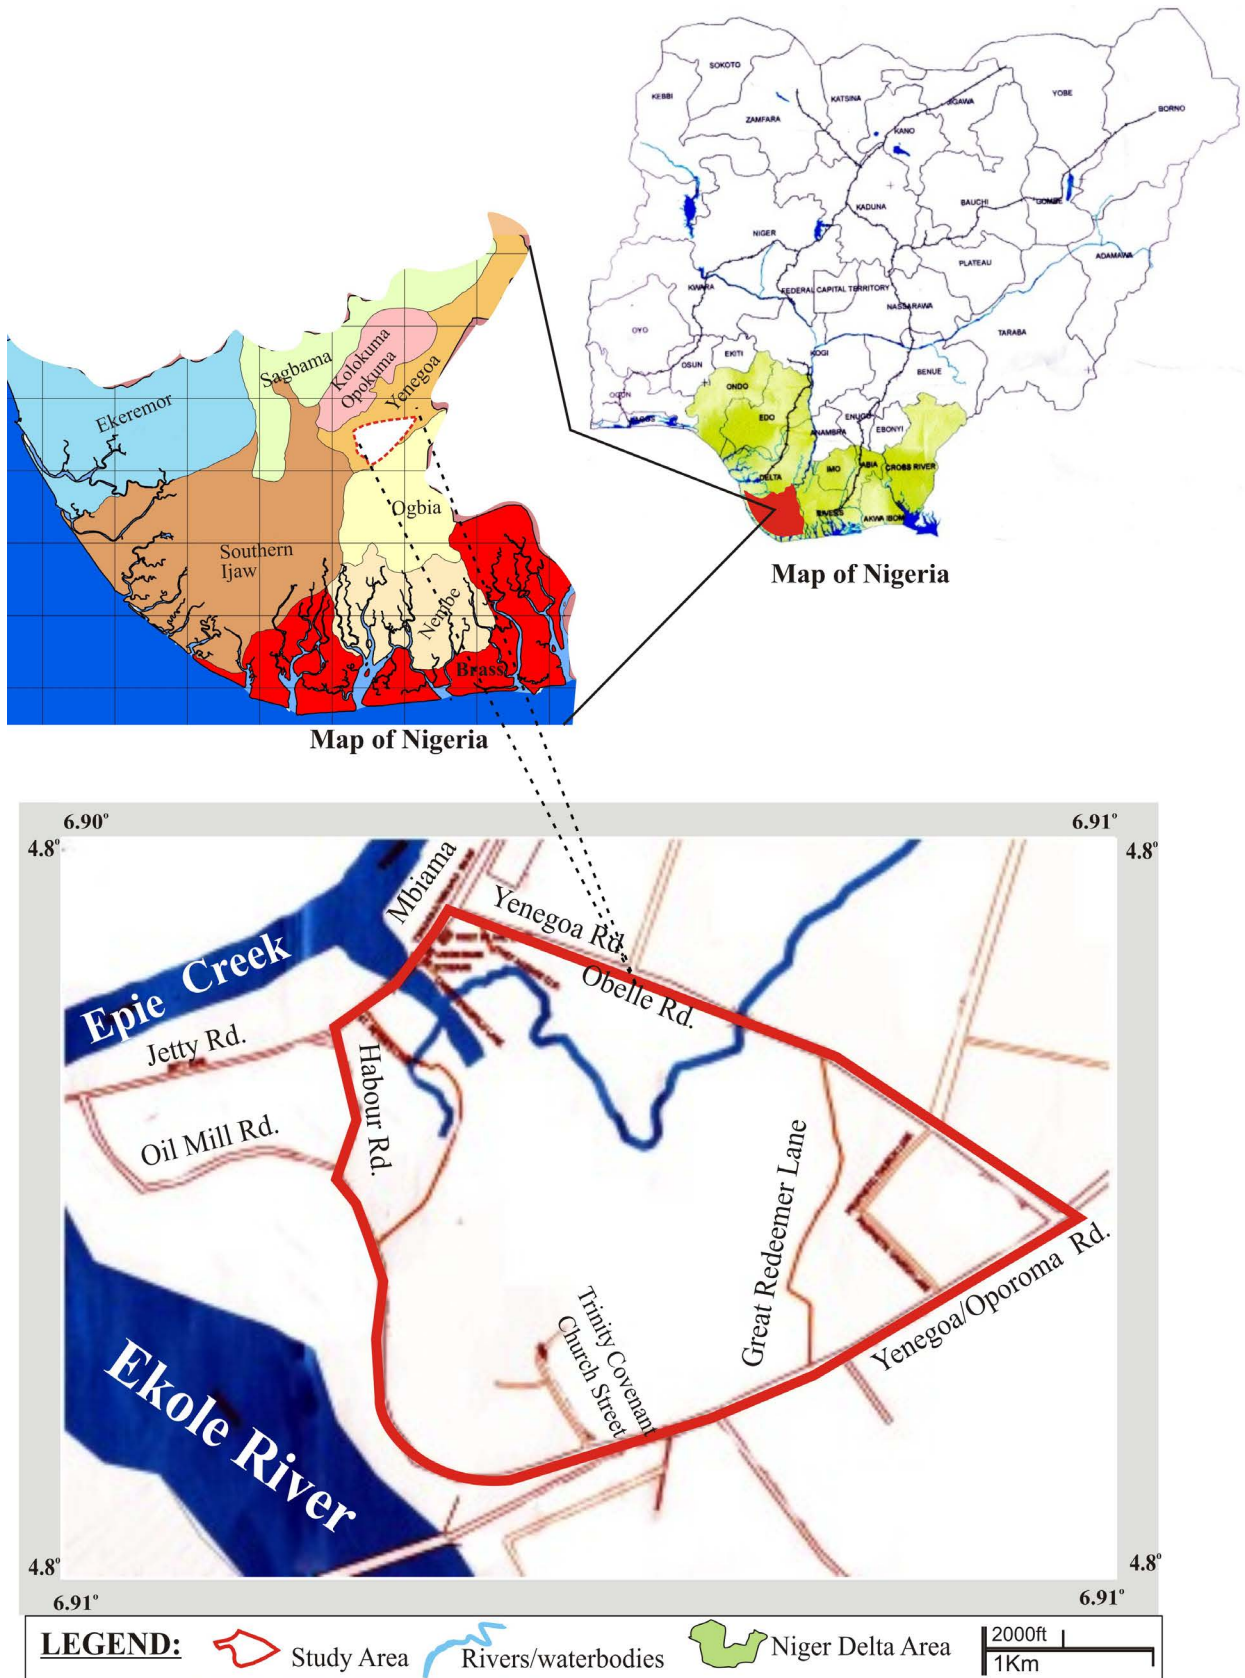 SOKOTO
KEBBI
ZAMFARA
KATSINA
JIGAWA
YOBE
BORNO
KANO
KADUNA
BAUCHI
GOMBE
NIGER
ADAMAWA
PLATEAU
KWARA
FEDERAL CAPITAL TERRITORY
NASSARAWA
TARABA
OYO
KOGI
EKITI
OSUN
BENUE
ONDO
OGUN
LAGOS
EDO
ENUGU
EBONYI
ANAMBRA
DELTA
IMO
ABIA
CROSS RIVER
RIVESS
AKWA IBOM
Map of Nigeria
Sagbama
Kolokuma
Opokuma
Yenegoa
Ekeremor
Ogbia
Southern
Ijaw
Nembe
Brass
Map of Nigeria
6.90°
6.91°
4.8°
4.8°
Mbiama
Yenegoa Rd.
Obelle Rd.
Epie Creek
Jetty Rd.
Habour Rd.
Oil Mill Rd.
Great Redeemer Lane
Yenegoa/Oporoma Rd.
Trinity Covenant
Church Street
Ekole River
4.8°
4.8°
6.91°
6.91°
LEGEND:
Study Area
Rivers/waterbodies
Niger Delta Area
2000ft
1Km